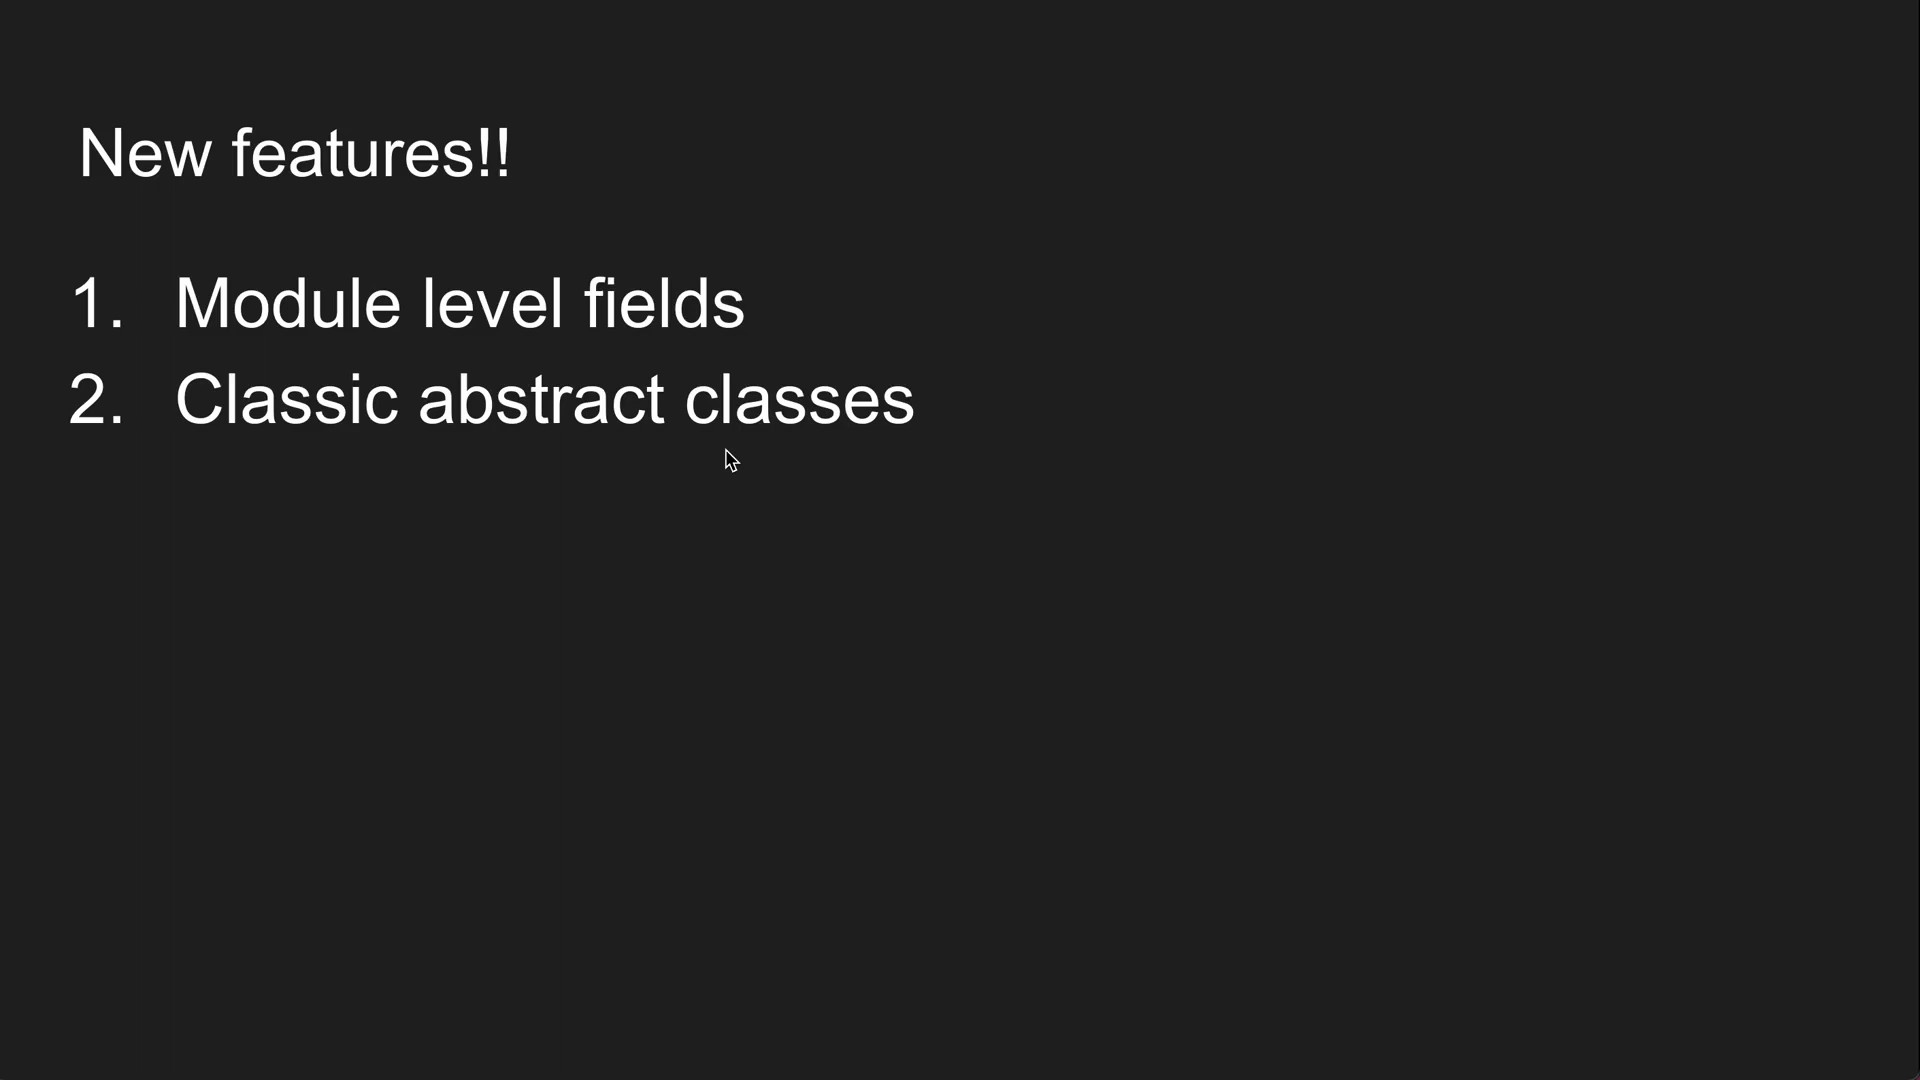 New features!!
1. Module level fields
2. Classic abstract classes